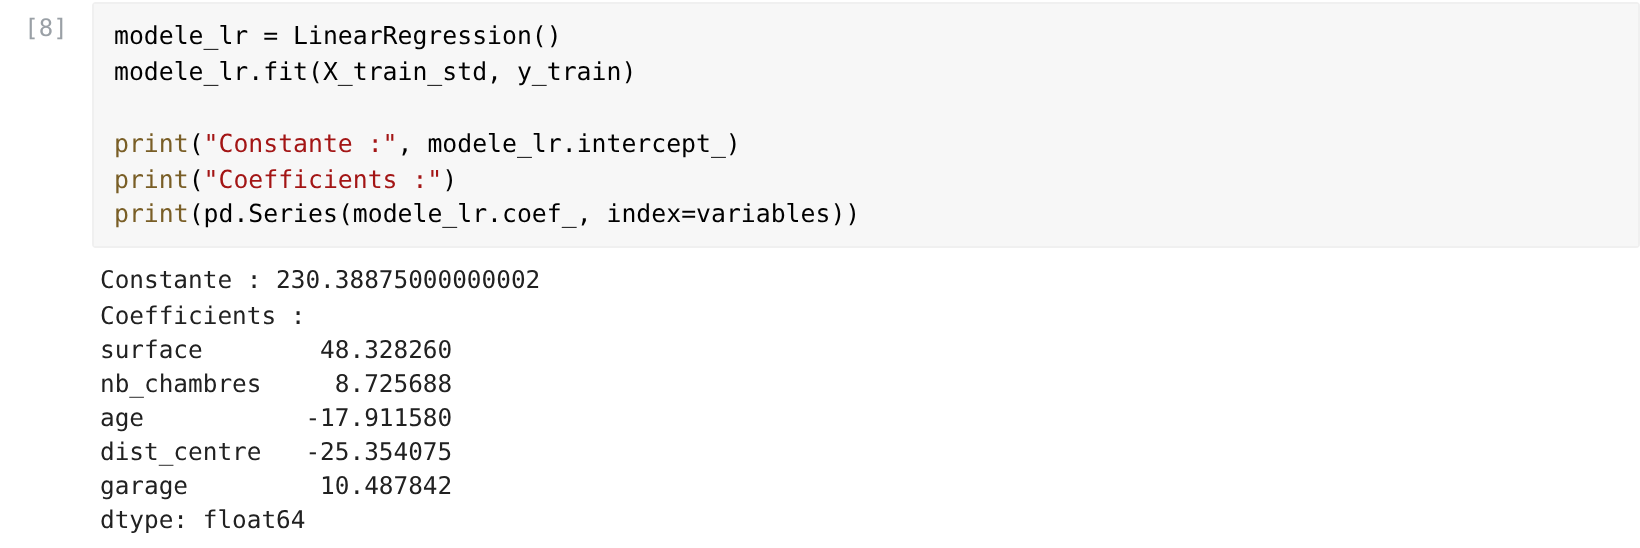 [8]
modele_lr = LinearRegression()
modele_lr.fit(X_train_std, y_train)
print("Constante :", modele_lr.intercept_)
print("Coefficients :")
print(pd.Series(modele_lr.coef_, index=variables))
Constante : 230.38875000000002
Coefficients :
surface        48.328260
nb_chambres     8.725688
age           -17.911580
dist_centre   -25.354075
garage         10.487842
dtype: float64